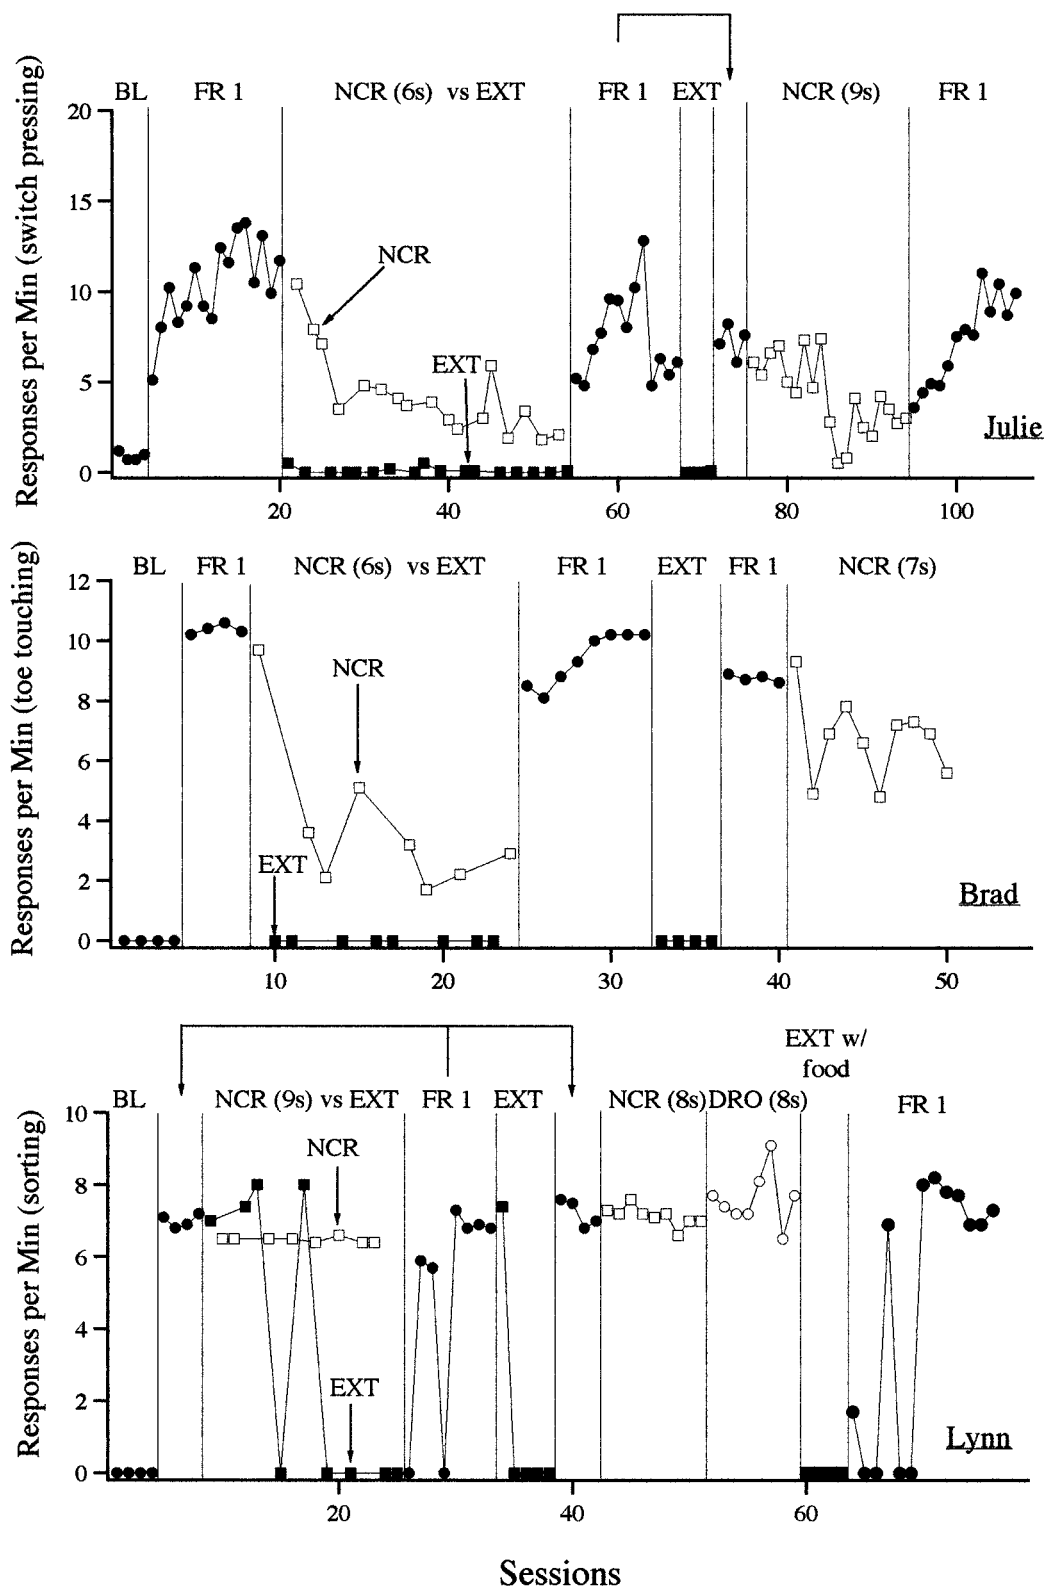 BL FR 1 NCR (6s) vs EXT FR 1 EXT NCR (9s) FR 1
Responses per Min (switch pressing)
20
15
10
5
0
NCR
EXT
Julie
20 40 60 80 100
BL FR 1 NCR (6s) vs EXT FR 1 EXT FR 1 NCR (7s)
Responses per Min (toe touching)
12
10
8
6
4
2
0
NCR
EXT
Brad
10 20 30 40 50
EXT w/
food
BL NCR (9s) vs EXT FR 1 EXT NCR (8s) DRO (8s) FR 1
Responses per Min (sorting)
10
8
6
4
2
0
NCR
EXT
Lynn
20 40 60
Sessions